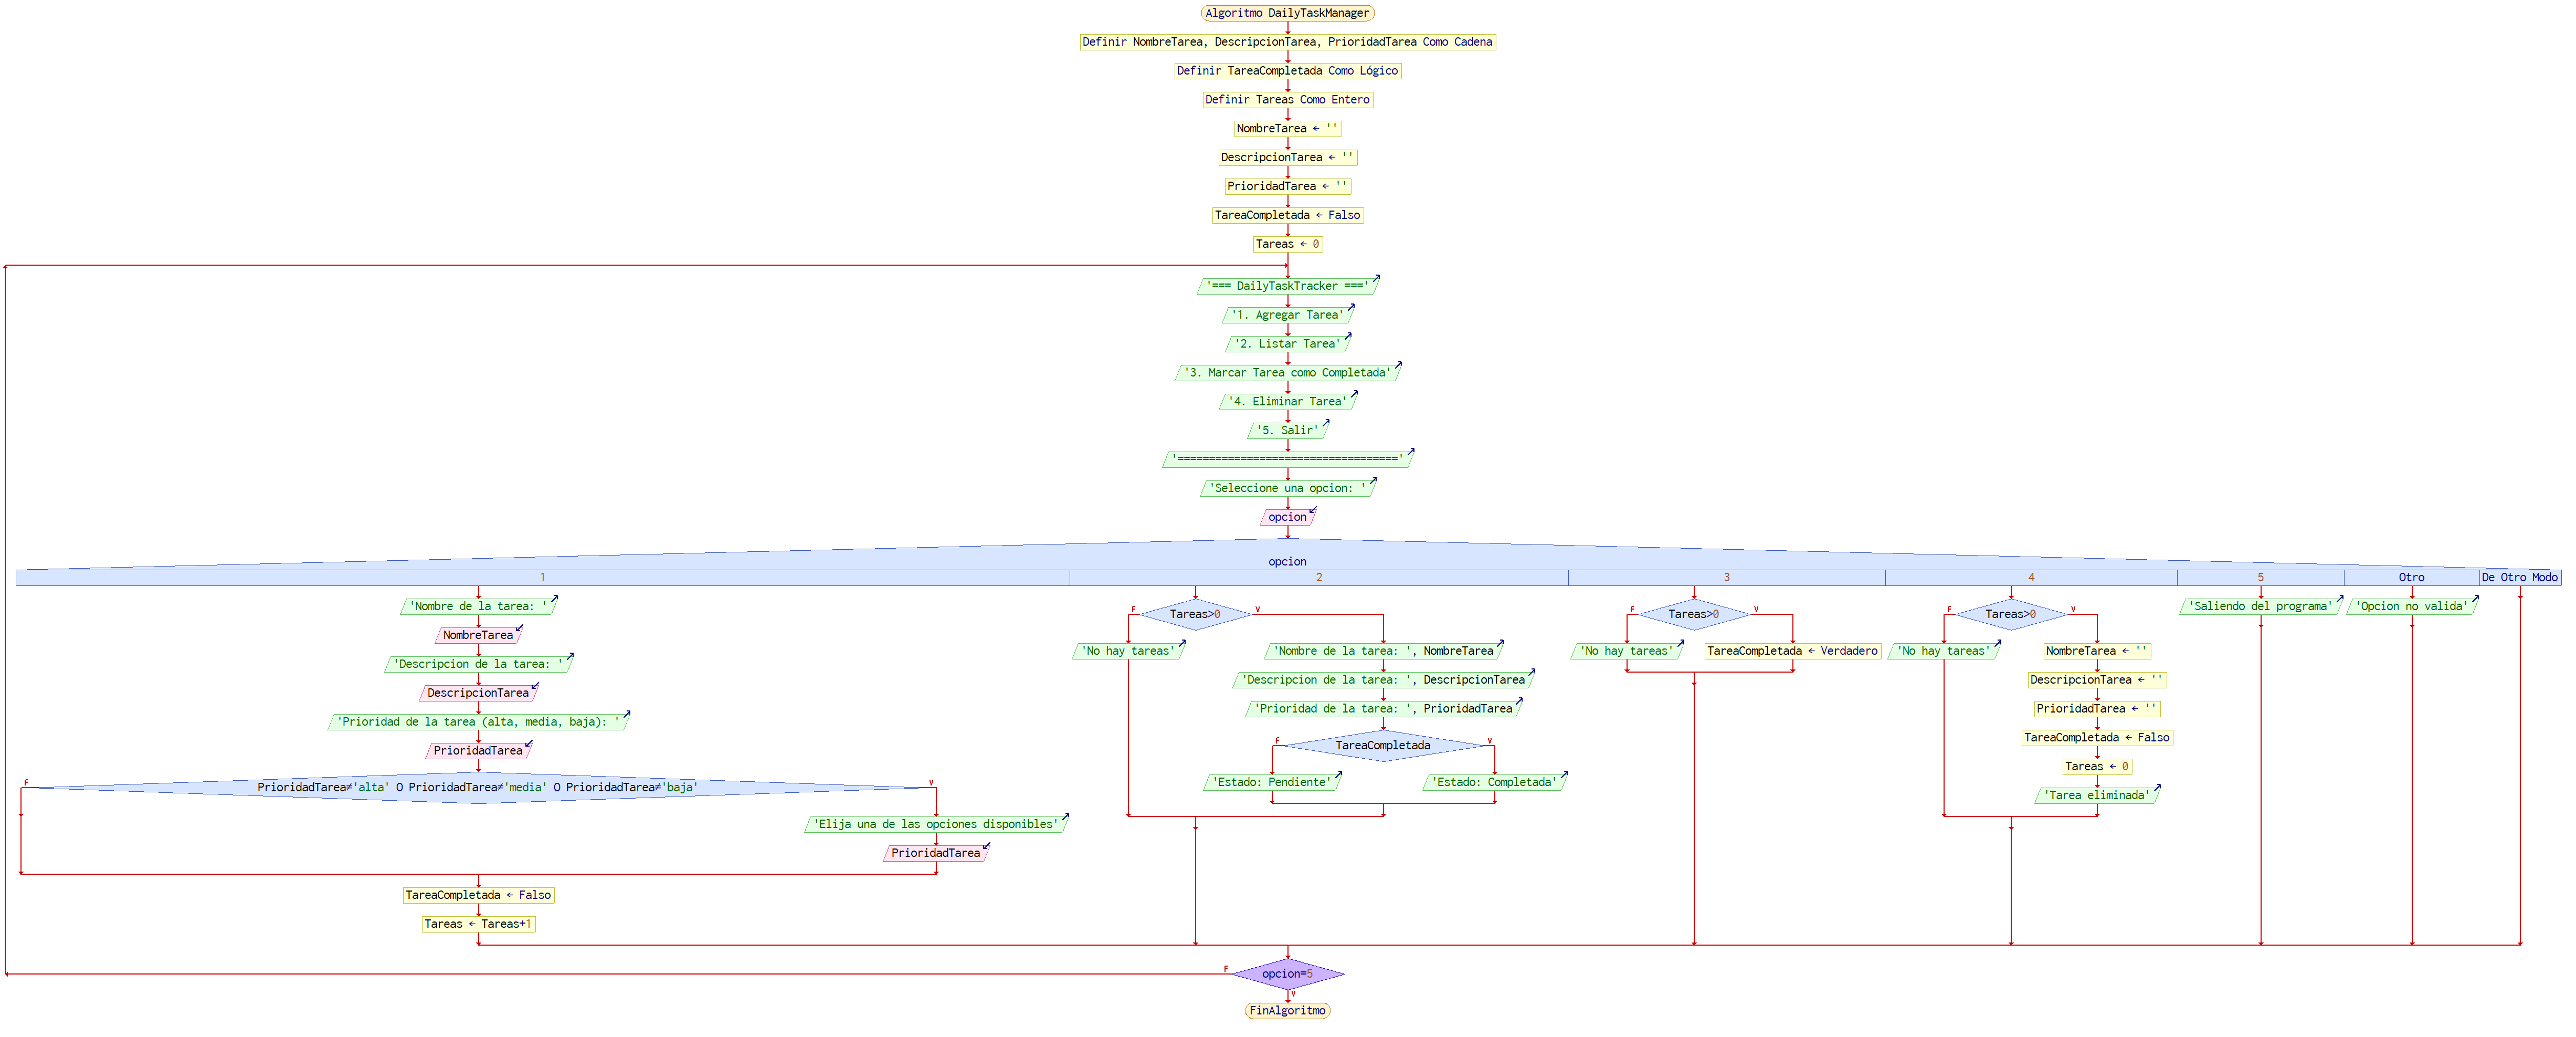 Algoritmo DailyTaskManager
Definir NombreTarea, DescripcionTarea, PrioridadTarea Como Cadena
Definir TareaCompletada Como Lógico
Definir Tareas Como Entero
NombreTarea ← ''
DescripcionTarea ← ''
PrioridadTarea ← ''
TareaCompletada ← Falso
Tareas ← 0
'=== DailyTaskTracker ==='
'1. Agregar Tarea'
'2. Listar Tarea'
'3. Marcar Tarea como Completada'
'4. Eliminar Tarea'
'5. Salir'
'==================================='
'Seleccione una opcion: '
opcion
opcion
1
'Nombre de la tarea: '
NombreTarea
'Descripcion de la tarea: '
DescripcionTarea
'Prioridad de la tarea (alta, media, baja): '
PrioridadTarea
F
PrioridadTarea≠'alta' O PrioridadTarea≠'media' O PrioridadTarea≠'baja'
V
'Elija una de las opciones disponibles'
PrioridadTarea
TareaCompletada ← Falso
Tareas ← Tareas+1
2
F
Tareas>0
V
'No hay tareas'
'Nombre de la tarea: ', NombreTarea
'Descripcion de la tarea: ', DescripcionTarea
'Prioridad de la tarea: ', PrioridadTarea
F
TareaCompletada
V
'Estado: Pendiente'
'Estado: Completada'
3
F
Tareas>0
V
'No hay tareas'
TareaCompletada ← Verdadero
4
F
Tareas>0
V
'No hay tareas'
NombreTarea ← ''
DescripcionTarea ← ''
PrioridadTarea ← ''
TareaCompletada ← Falso
Tareas ← 0
'Tarea eliminada'
5
'Saliendo del programa'
Otro
'Opcion no valida'
De Otro Modo
F
opcion=5
V
FinAlgoritmo